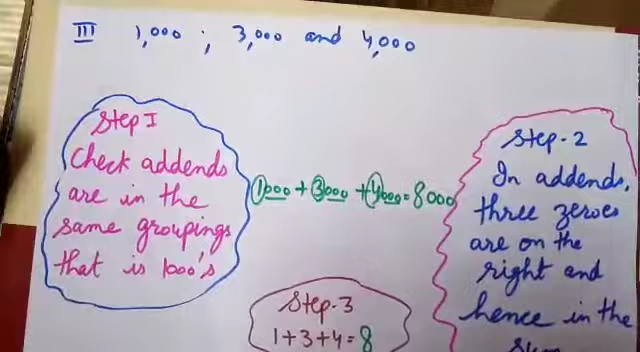 III 1,000 ; 3,000 and 4,000
Step I
Check addends
are in the
same groupings
that is 1000's
1000 + 3000 + 4000 = 8000
Step-2
In addends,
three zeroes
are on the
right and
hence in the
Step-3
1+3+4=8